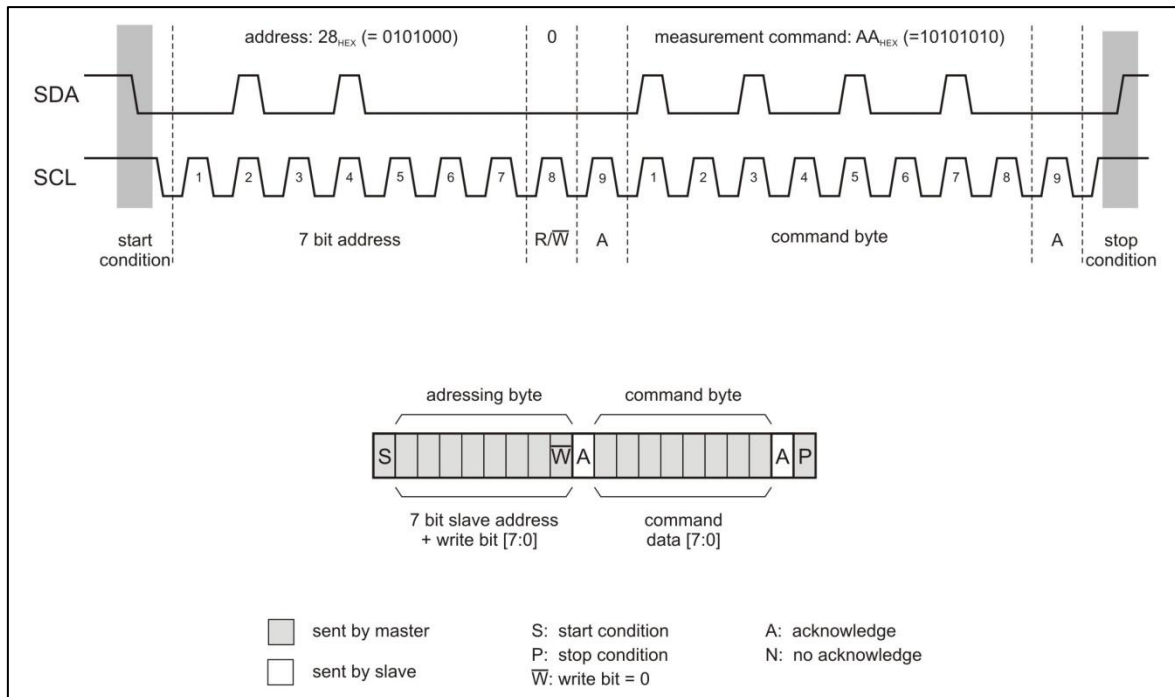 address: 28HEX (= 0101000) 0 measurement command: AAHEX (=10101010)
SDA
SCL 1 2 3 4 5 6 7 8 9 1 2 3 4 5 6 7 8 9
start condition 7 bit address R/W̅ A command byte A stop condition
adressing byte command byte
S W̅ A A P
7 bit slave address command
+ write bit [7:0] data [7:0]
sent by master S: start condition A: acknowledge
P: stop condition N: no acknowledge
sent by slave W̅: write bit = 0